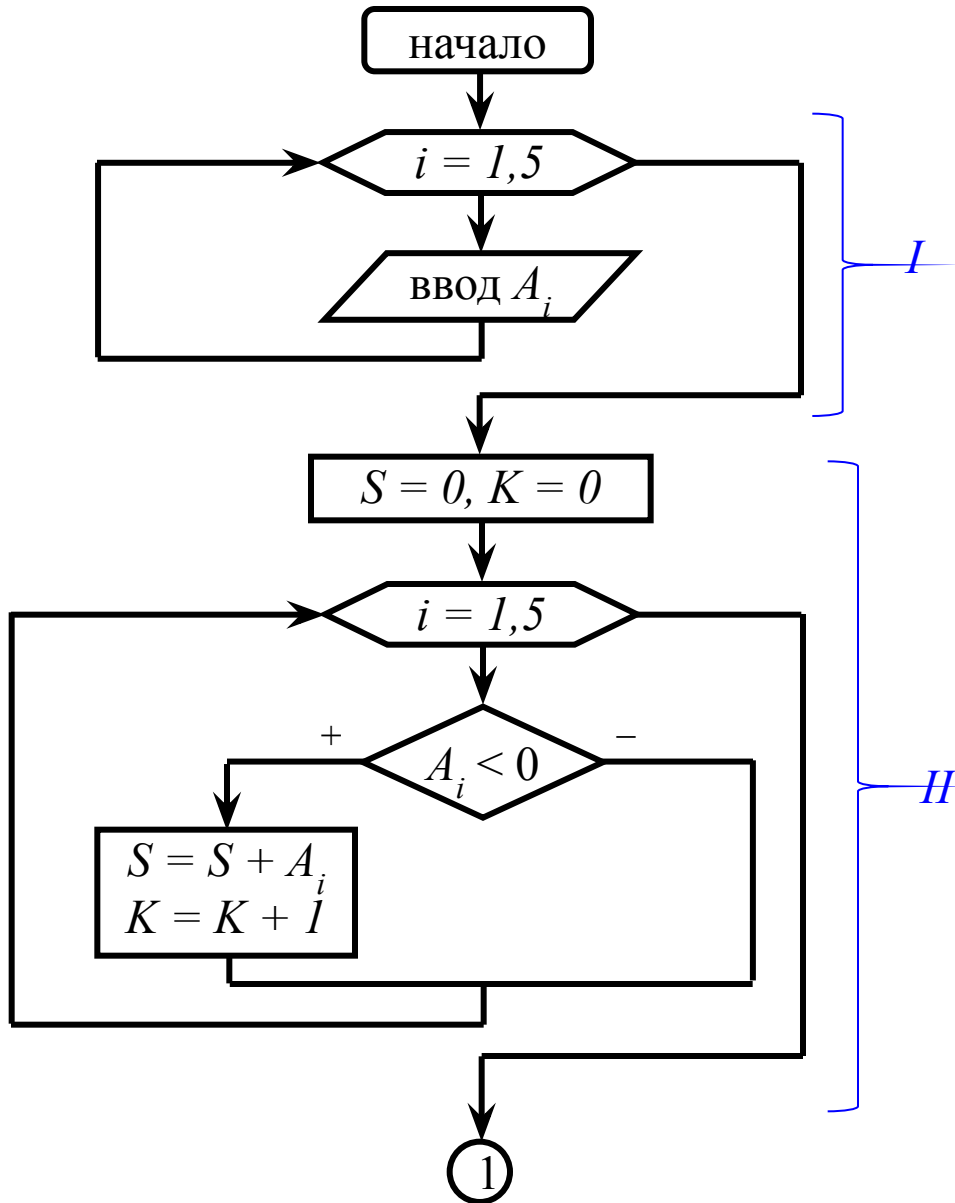 начало
i = 1,5
I
ввод Ai
S = 0, K = 0
i = 1,5
+
–
Ai < 0
II
S = S + Ai
K = K + 1
1